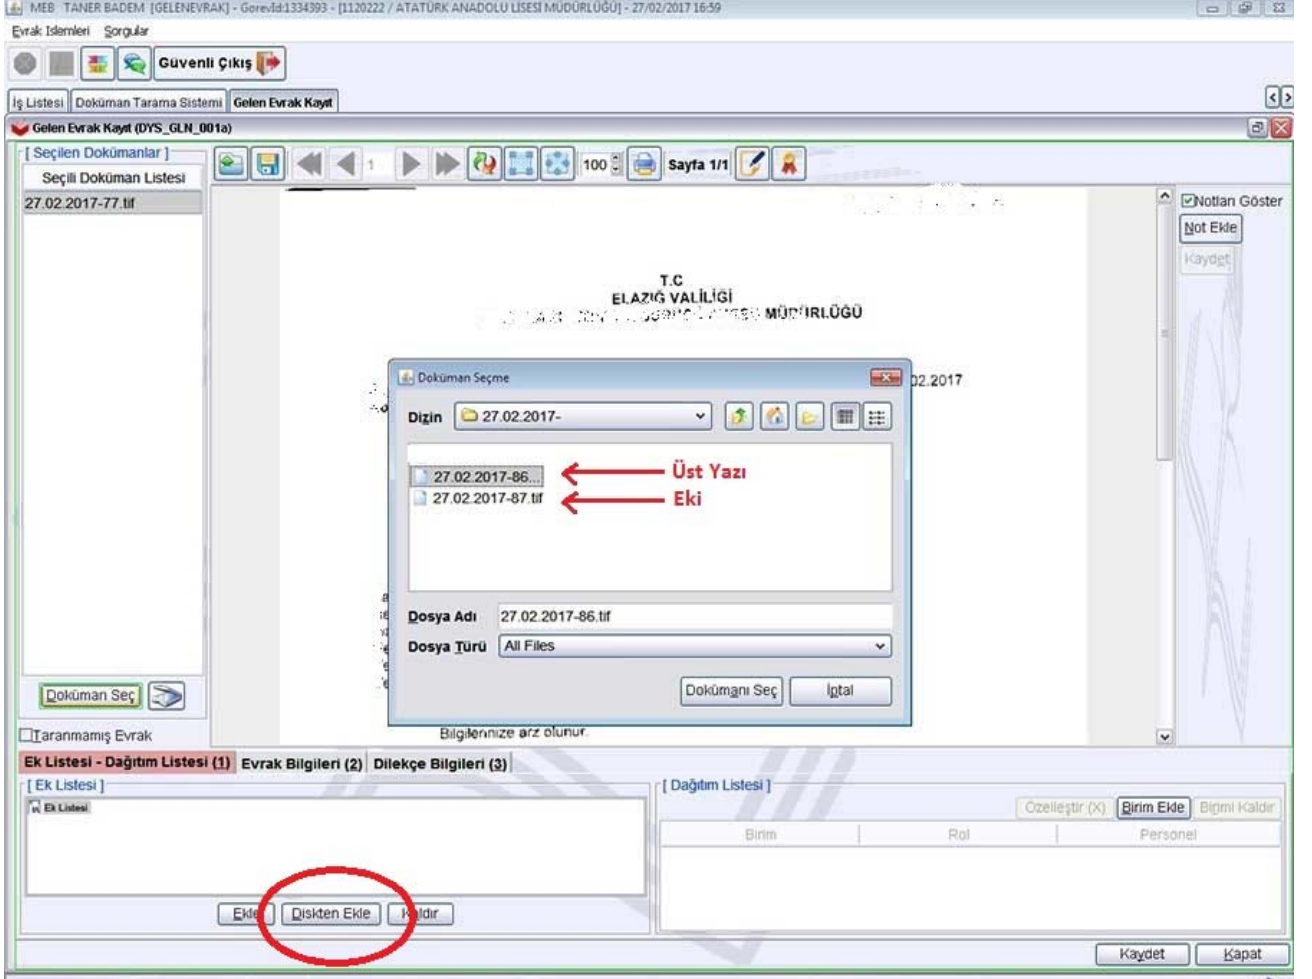 MEB TANER BADEM [GELENEVRAK] - GorevId:1334393 - [1120222 / ATATÜRK ANADOLU LİSESİ MÜDÜRLÜĞÜ] - 27/02/2017 16:59
Evrak Islemleri Sorgular
Güvenli Çıkış
İş Listesi Doküman Tarama Sistemi Gelen Evrak Kayıt
Gelen Evrak Kayıt (DYS_GLN_001a)
[ Seçilen Dokümanlar ]
Seçili Doküman Listesi
27.02.2017-77.tif
1 100 Sayfa 1/1
Notları Göster
Not Ekle
Kaydet
T.C
ELAZIĞ VALİLİĞİ
MÜDÜRLÜĞÜ
02.2017
Doküman Seçme
Dizin 27.02.2017-
27.02.2017-86... Üst Yazı
27.02.2017-87.tif Eki
Dosya Adı 27.02.2017-86.tif
Dosya Türü All Files
Dokümanı Seç İptal
Doküman Seç
Taranmamış Evrak
Bilgilerinize arz olunur.
Ek Listesi - Dağıtım Listesi (1) Evrak Bilgileri (2) Dilekçe Bilgileri (3)
[ Ek Listesi ]
Ek Listesi
Ekle Diskten Ekle Kaldır
[ Dağıtım Listesi ]
Özelleştir (X) Birim Ekle Birimi Kaldır
Birim Rol Personel
Kaydet Kapat